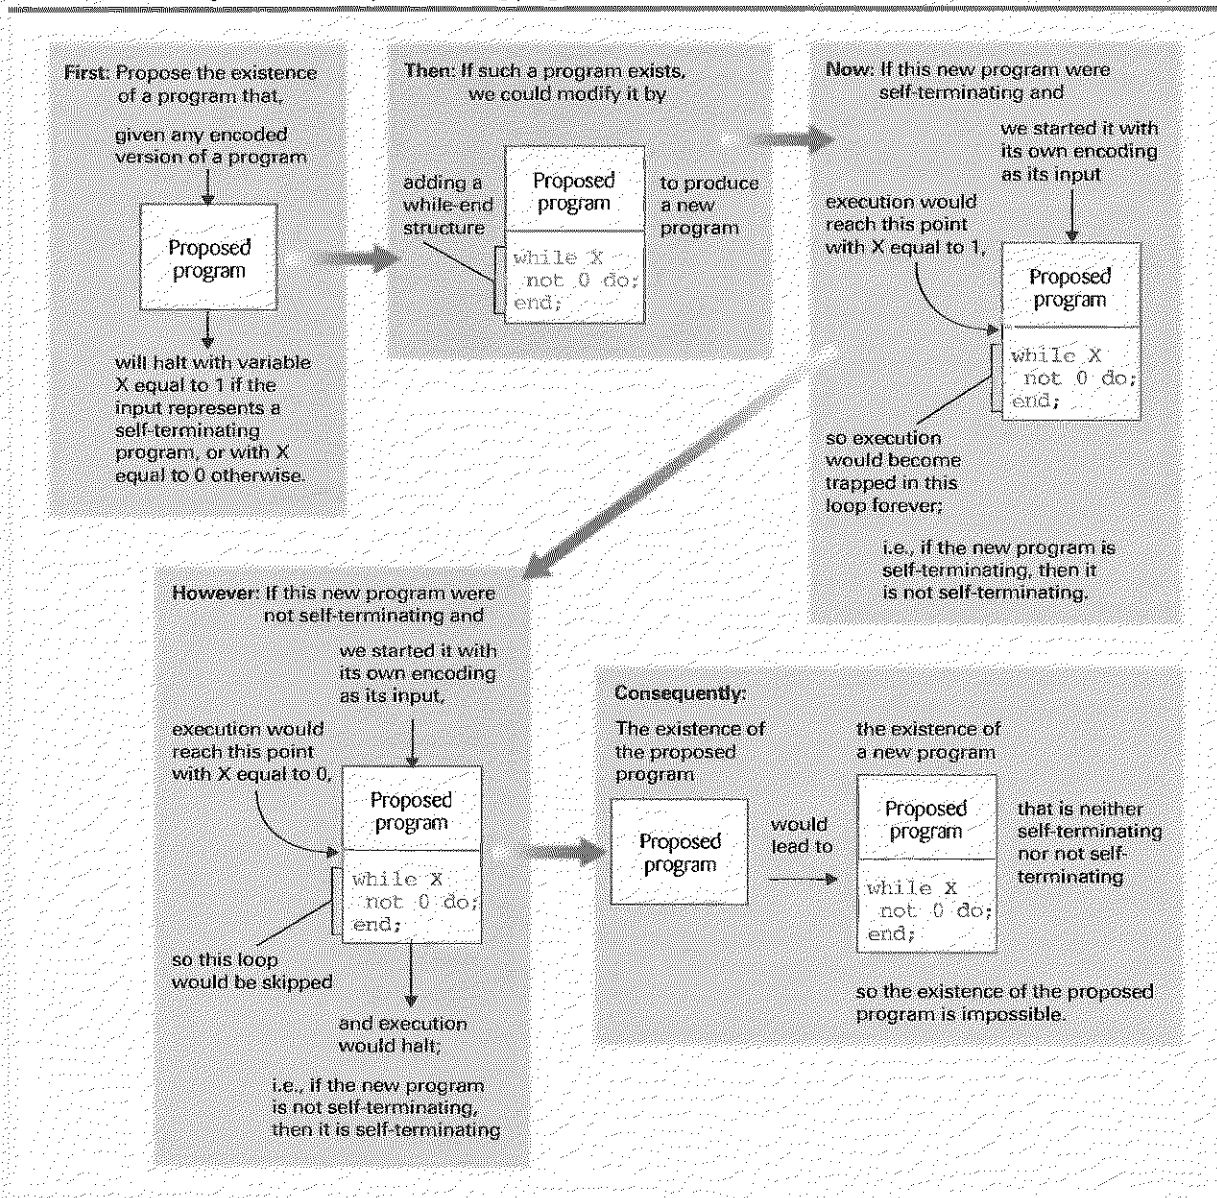 First: Propose the existence
of a program that,
given any encoded
version of a program
Proposed
program
will halt with variable
X equal to 1 if the
input represents a
self-terminating
program, or with X
equal to 0 otherwise.
Then: If such a program exists,
we could modify it by
adding a
while-end
structure
Proposed
program
while X
not 0 do;
end;
to produce
a new
program
Now: If this new program were
self-terminating and
we started it with
its own encoding
as its input
execution would
reach this point
with X equal to 1,
Proposed
program
while X
not 0 do;
end;
so execution
would become
trapped in this
loop forever;
i.e., if the new program is
self-terminating, then it
is not self-terminating.
However: If this new program were
not self-terminating and
we started it with
its own encoding
as its input,
execution would
reach this point
with X equal to 0,
Proposed
program
while X
not 0 do;
end;
so this loop
would be skipped
and execution
would halt;
i.e., if the new program
is not self-terminating,
then it is self-terminating
Consequently:
The existence of
the proposed
program
Proposed
program
would
lead to
the existence of
a new program
Proposed
program
while X
not 0 do;
end;
that is neither
self-terminating
nor not self-
terminating
so the existence of the proposed
program is impossible.